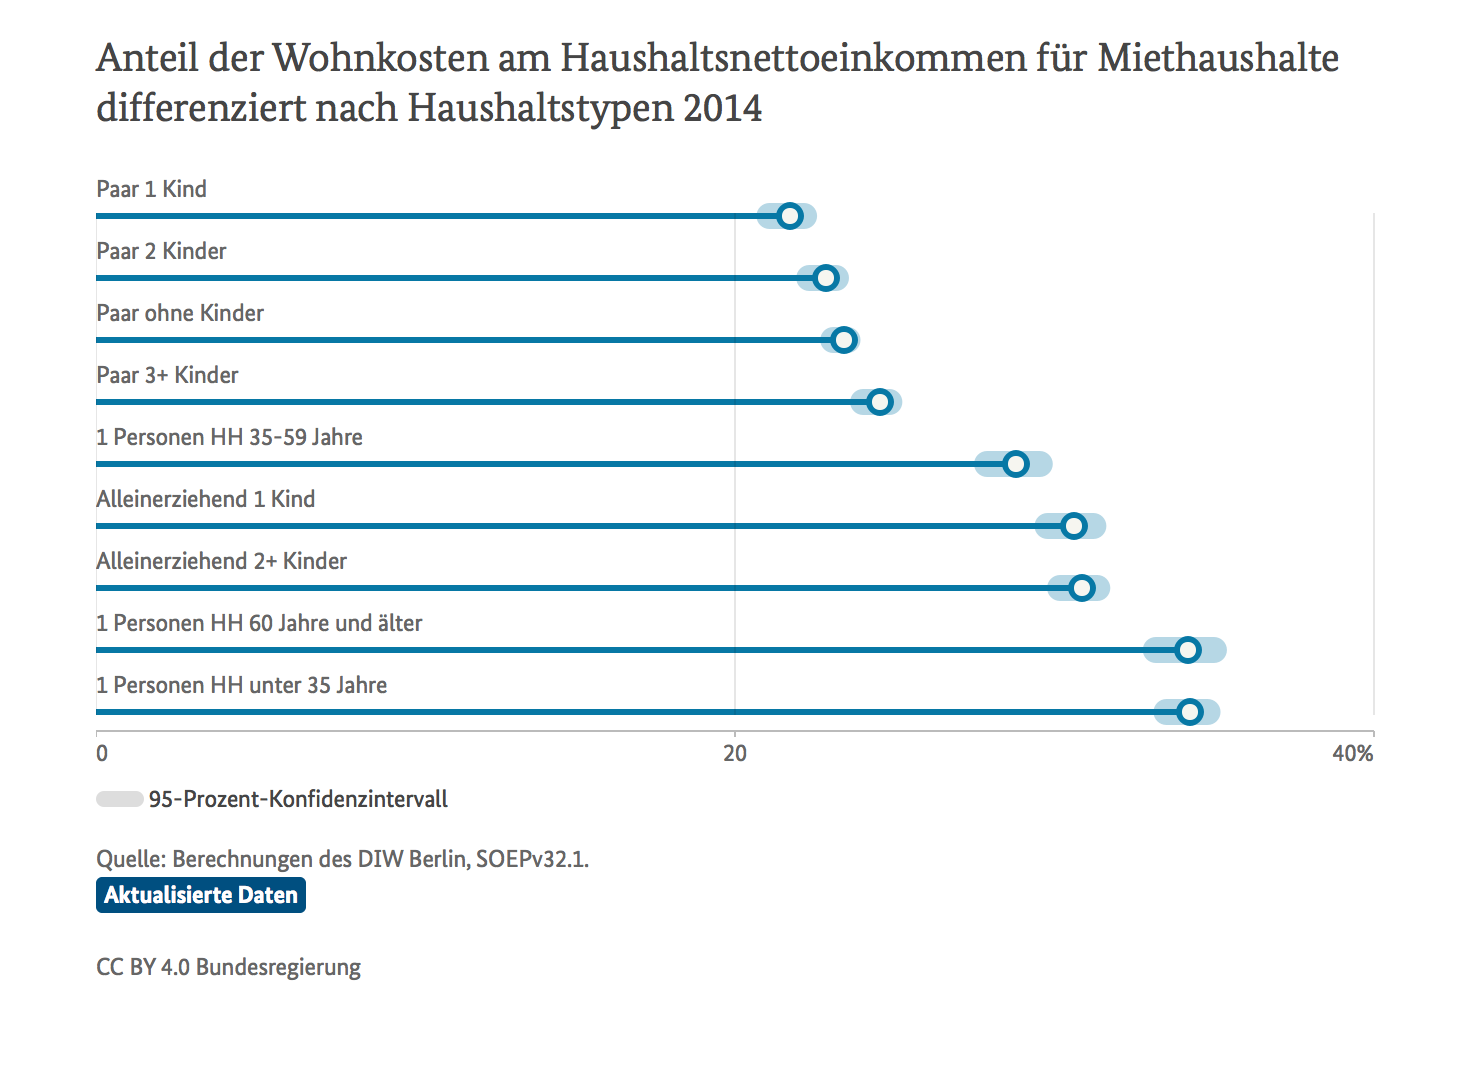 Anteil der Wohnkosten am Haushaltsnettoeinkommen für Miethaushalte
differenziert nach Haushaltstypen 2014
Paar 1 Kind
Paar 2 Kinder
Paar ohne Kinder
Paar 3+ Kinder
1 Personen HH 35-59 Jahre
Alleinerziehend 1 Kind
Alleinerziehend 2+ Kinder
1 Personen HH 60 Jahre und älter
1 Personen HH unter 35 Jahre
0 20 40%
95-Prozent-Konfidenzintervall
Quelle: Berechnungen des DIW Berlin, SOEPv32.1.
Aktualisierte Daten
CC BY 4.0 Bundesregierung